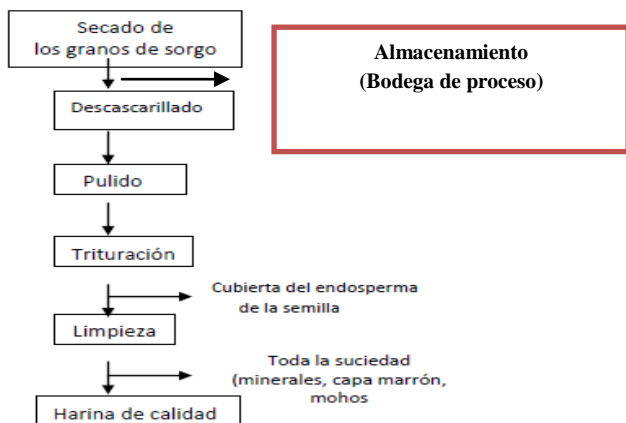 Secado de
los granos de sorgo
Almacenamiento
(Bodega de proceso)
Descascarillado
Pulido
Trituración
Cubierta del endosperma
de la semilla
Limpieza
Toda la suciedad
(minerales, capa marrón,
mohos
Harina de calidad